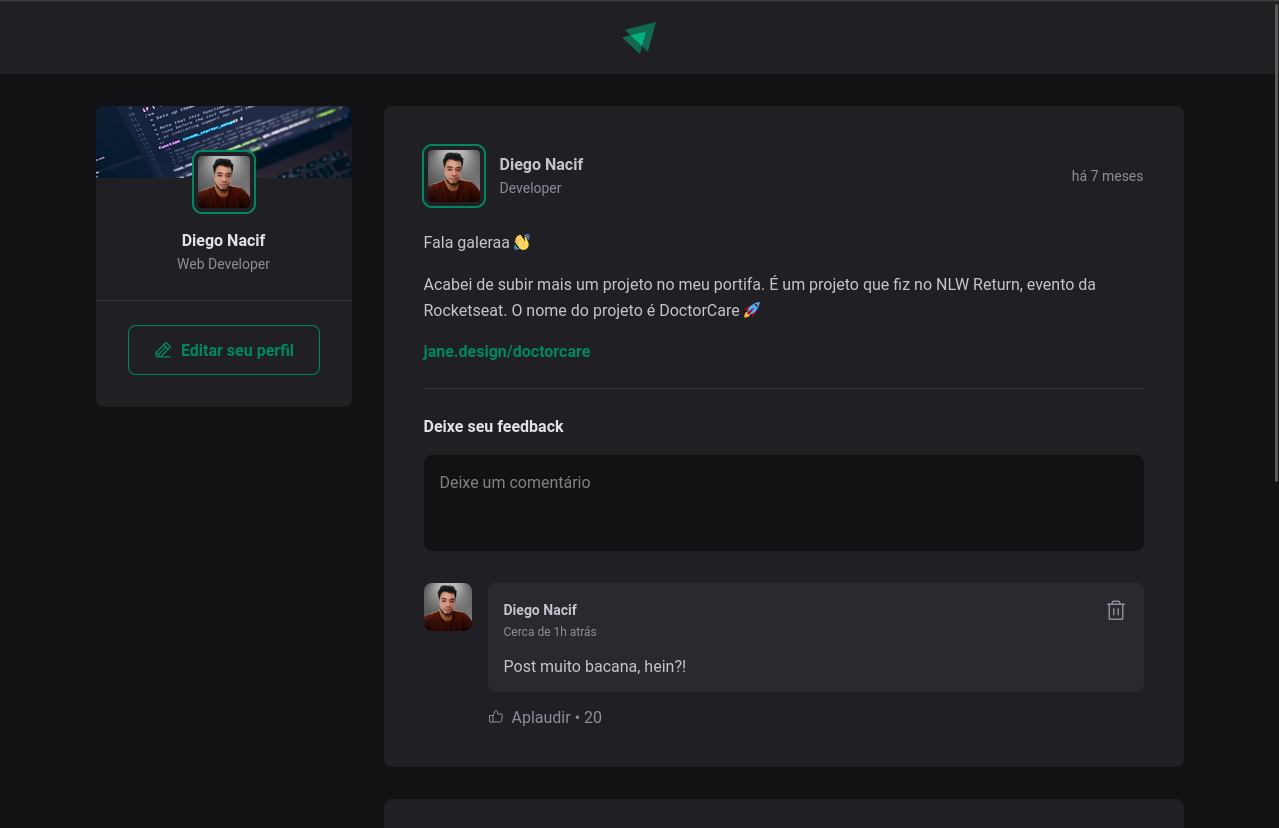 Diego Nacif
Web Developer
Editar seu perfil
Diego Nacif
Developer
há 7 meses
Fala galeraa 👋
Acabei de subir mais um projeto no meu portifa. É um projeto que fiz no NLW Return, evento da
Rocketseat. O nome do projeto é DoctorCare 🚀
jane.design/doctorcare
Deixe seu feedback
Deixe um comentário
Diego Nacif
Cerca de 1h atrás
Post muito bacana, hein?!
Aplaudir • 20